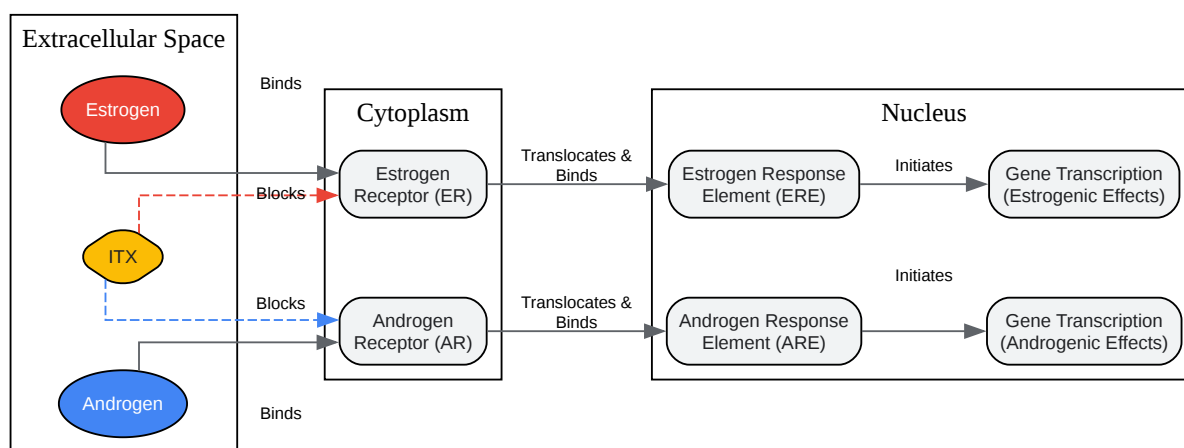 Extracellular Space
Estrogen
ITX
Androgen
Binds
Blocks
Blocks
Binds
Cytoplasm
Estrogen
Receptor (ER)
Androgen
Receptor (AR)
Translocates &
Binds
Translocates &
Binds
Nucleus
Estrogen Response
Element (ERE)
Initiates
Gene Transcription
(Estrogenic Effects)
Androgen Response
Element (ARE)
Initiates
Gene Transcription
(Androgenic Effects)